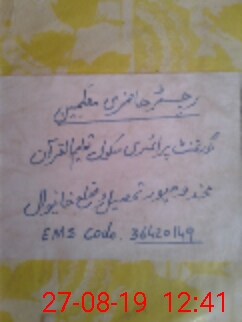 رجسٹر حاضری معلمین
گورنمنٹ پرائمری سکول تعلیم القرآن
مخدوم پور تحصیل و ضلع خانیوال
EMIS Code. 36420149
27-08-19 12:41